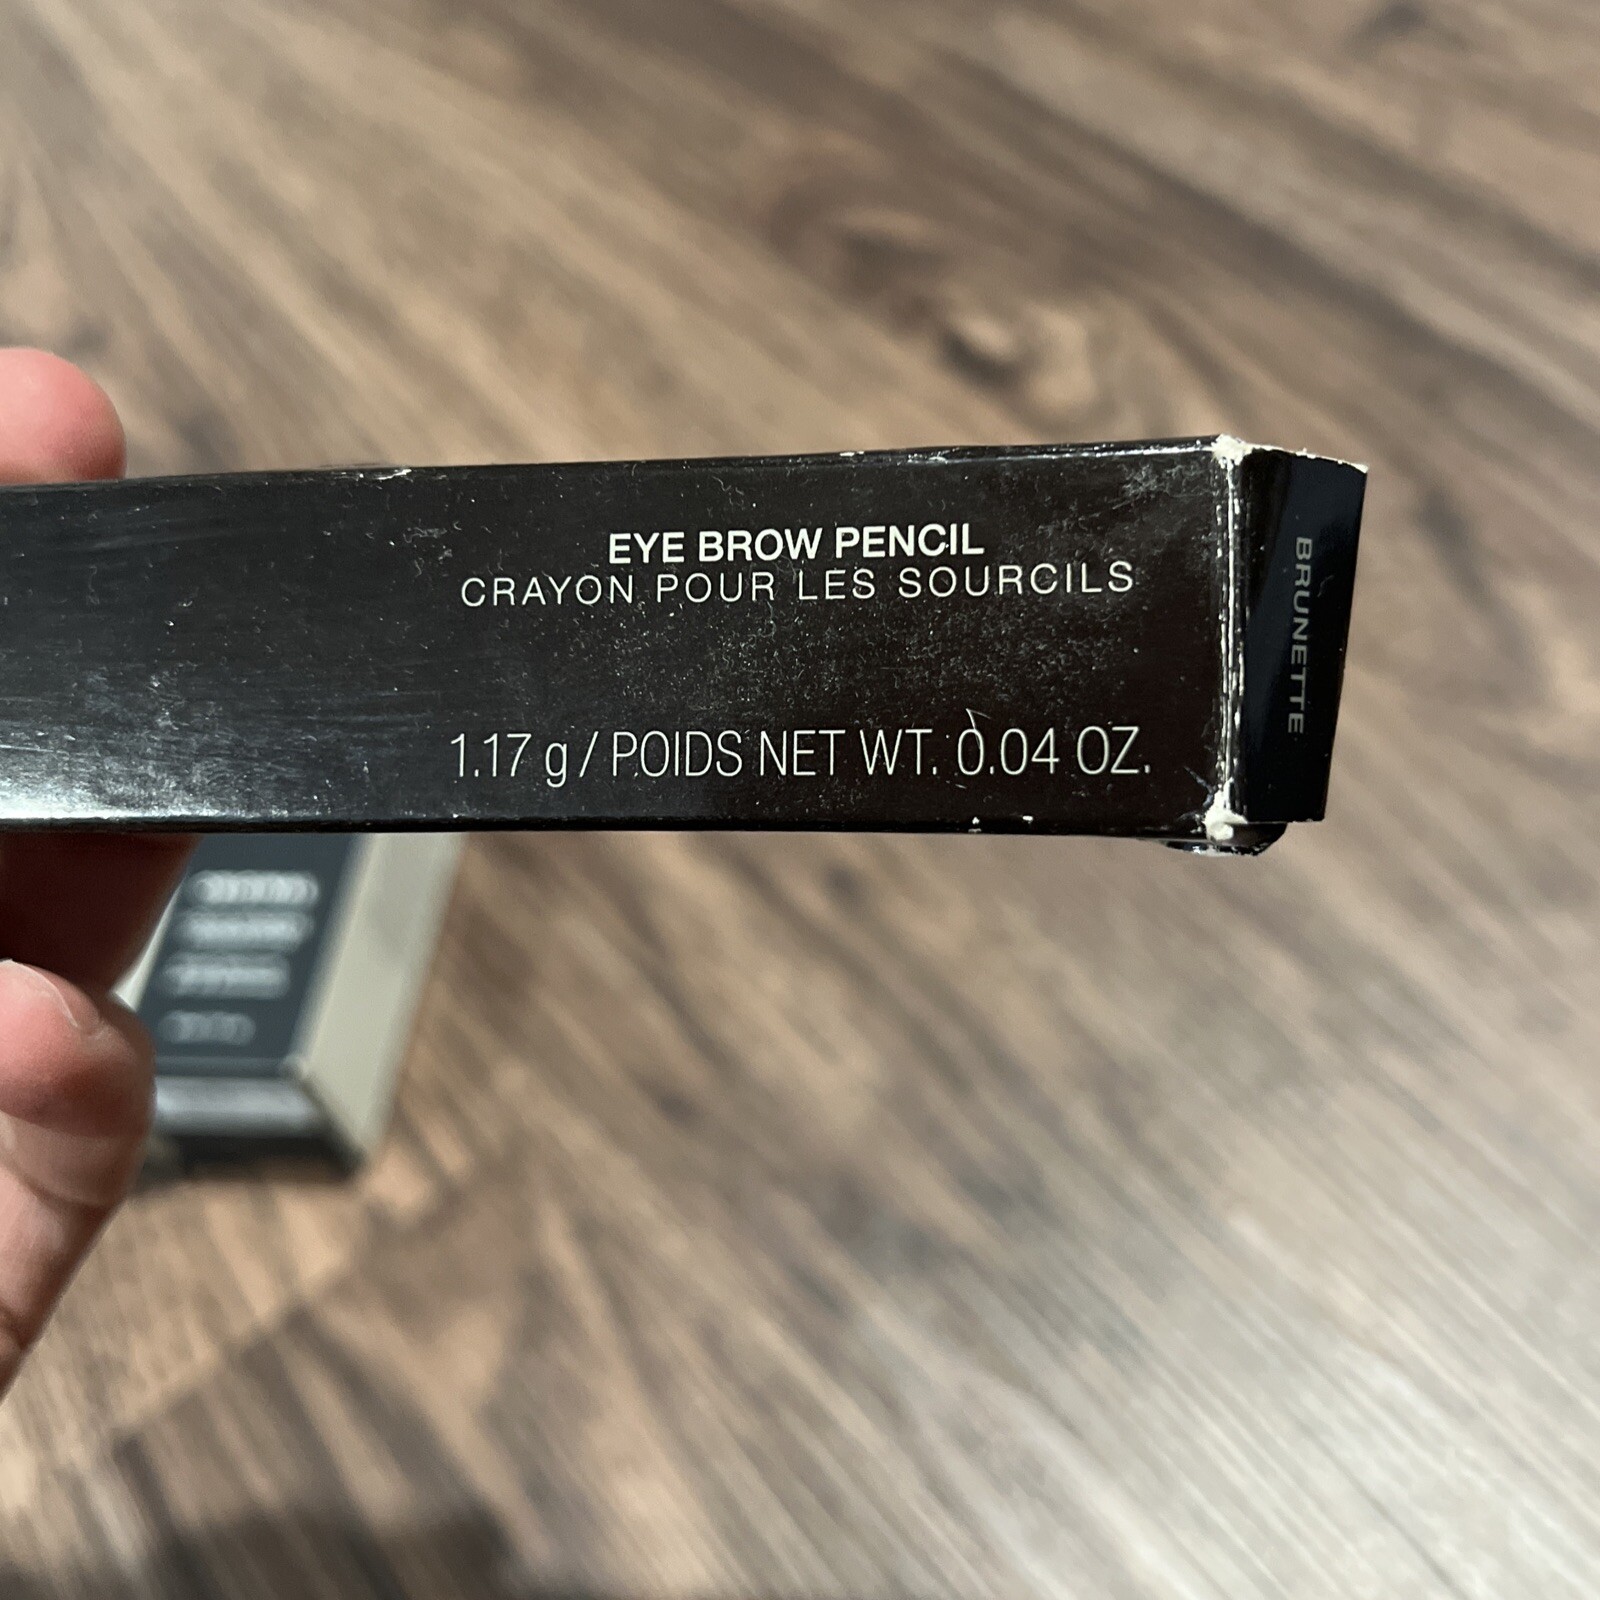 EYE BROW PENCIL
CRAYON POUR LES SOURCILS
1.17 g / POIDS NET WT. 0.04 OZ.
BRUNETTE